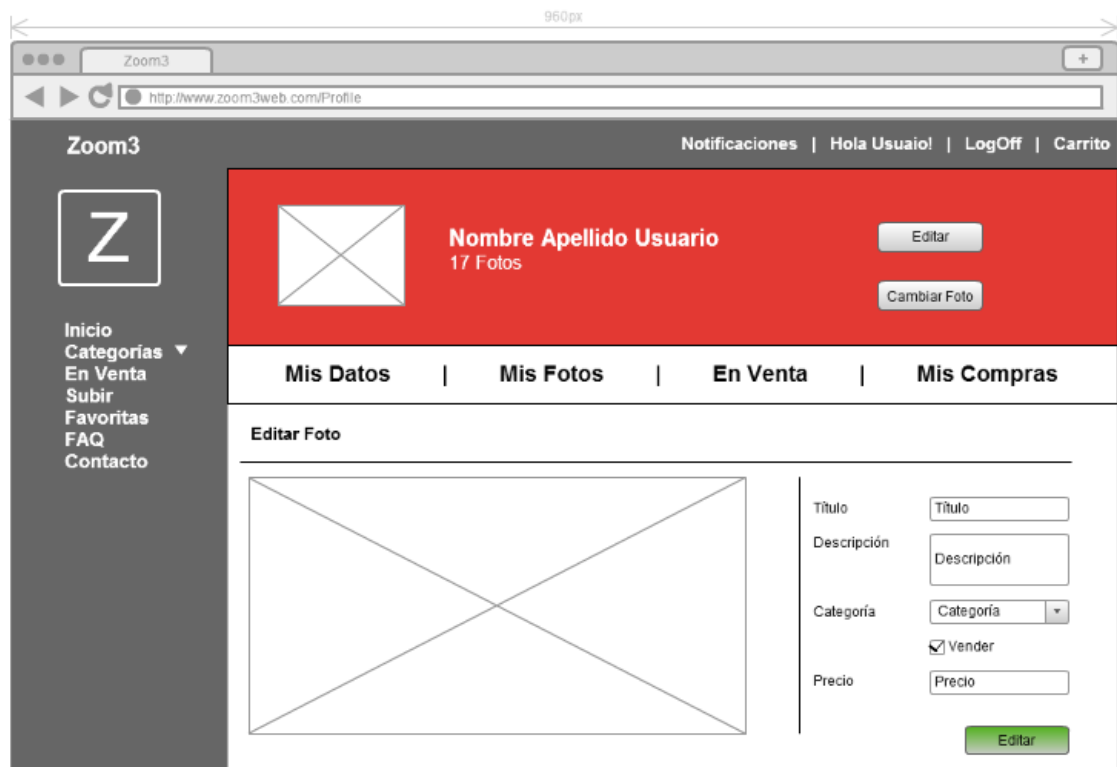 960px
Zoom3
+
http://www.zoom3web.com/Profile
Zoom3
Notificaciones | Hola Usuaio! | LogOff | Carrito
Z
Nombre Apellido Usuario
17 Fotos
Editar
Cambiar Foto
Inicio
Categorías
En Venta
Subir
Favoritas
FAQ
Contacto
Mis Datos | Mis Fotos | En Venta | Mis Compras
Editar Foto
Título Título
Descripción Descripción
Categoría Categoría
Vender
Precio Precio
Editar